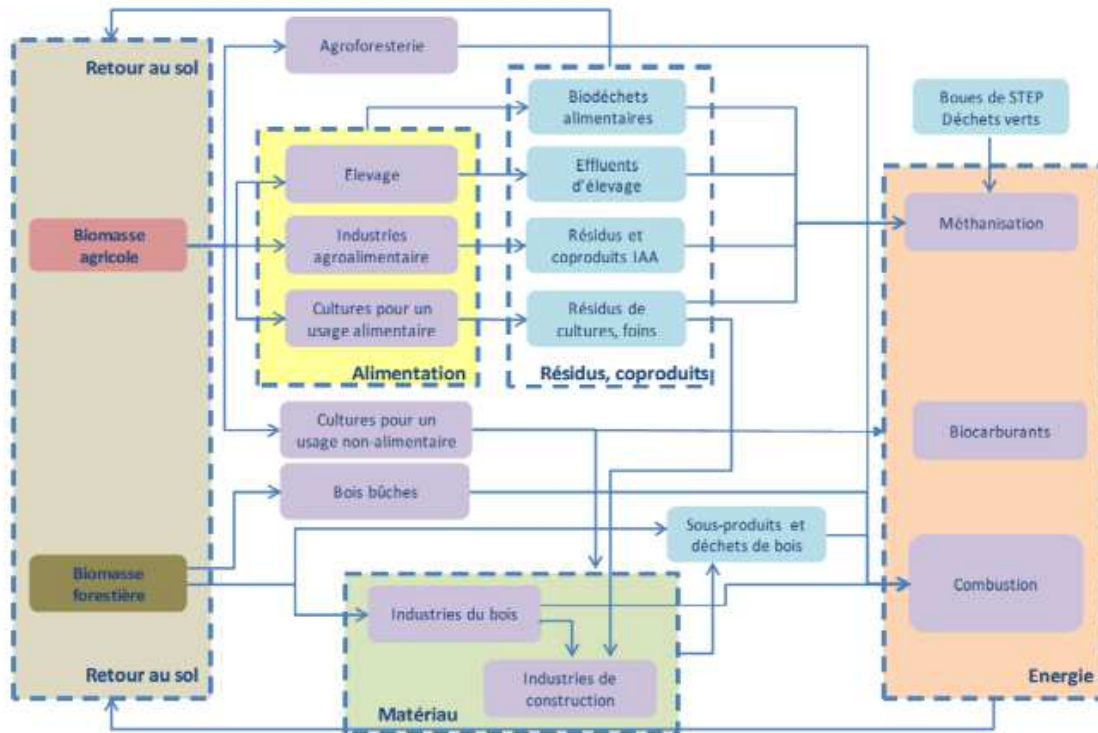 Retour au sol
Agroforesterie
Biodéchets
alimentaires
Boues de STEP
Déchets verts
Elevage
Effluents
d'élevage
Méthanisation
Biomasse
agricole
Industries
agroalimentaire
Résidus et
coproduits IAA
Cultures pour un
usage alimentaire
Résidus de
cultures, foins
Alimentation
Résidus, coproduits
Cultures pour un
usage non-alimentaire
Biocarburants
Bois bûches
Sous-produits et
déchets de bois
Biomasse
forestière
Combustion
Industries du bois
Retour au sol
Industries de
construction
Energie
Matériau